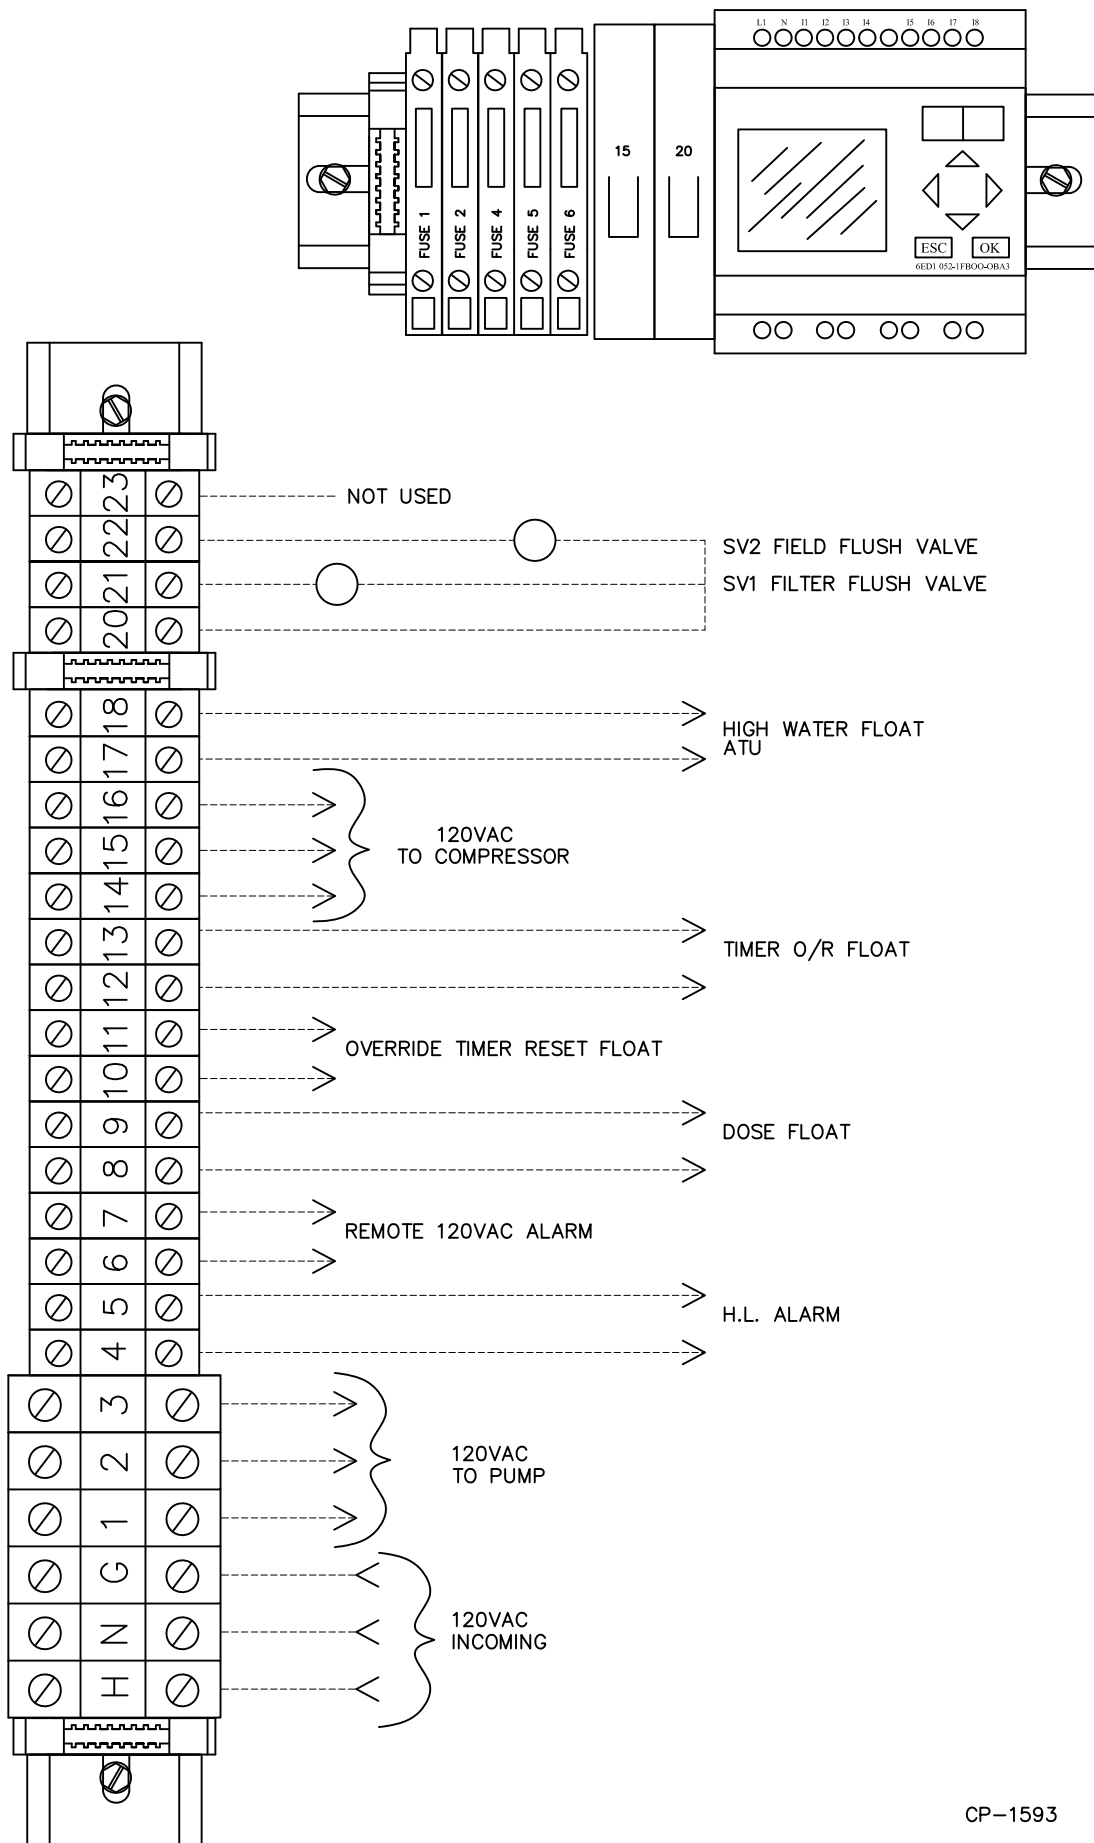 L1 N I1 I2 I3 I4 I5 I6 I7 I8
15
20
FUSE 1
FUSE 2
FUSE 4
FUSE 5
FUSE 6
ESC
OK
6ED1 052-1FBOO-OBA3
23
NOT USED
22
SV2 FIELD FLUSH VALVE
21
SV1 FILTER FLUSH VALVE
20
18
HIGH WATER FLOAT
ATU
17
16
15
120VAC
TO COMPRESSOR
14
13
TIMER O/R FLOAT
12
11
OVERRIDE TIMER RESET FLOAT
10
9
DOSE FLOAT
8
7
REMOTE 120VAC ALARM
6
5
H.L. ALARM
4
3
2
120VAC
TO PUMP
1
G
N
120VAC
INCOMING
H
CP-1593